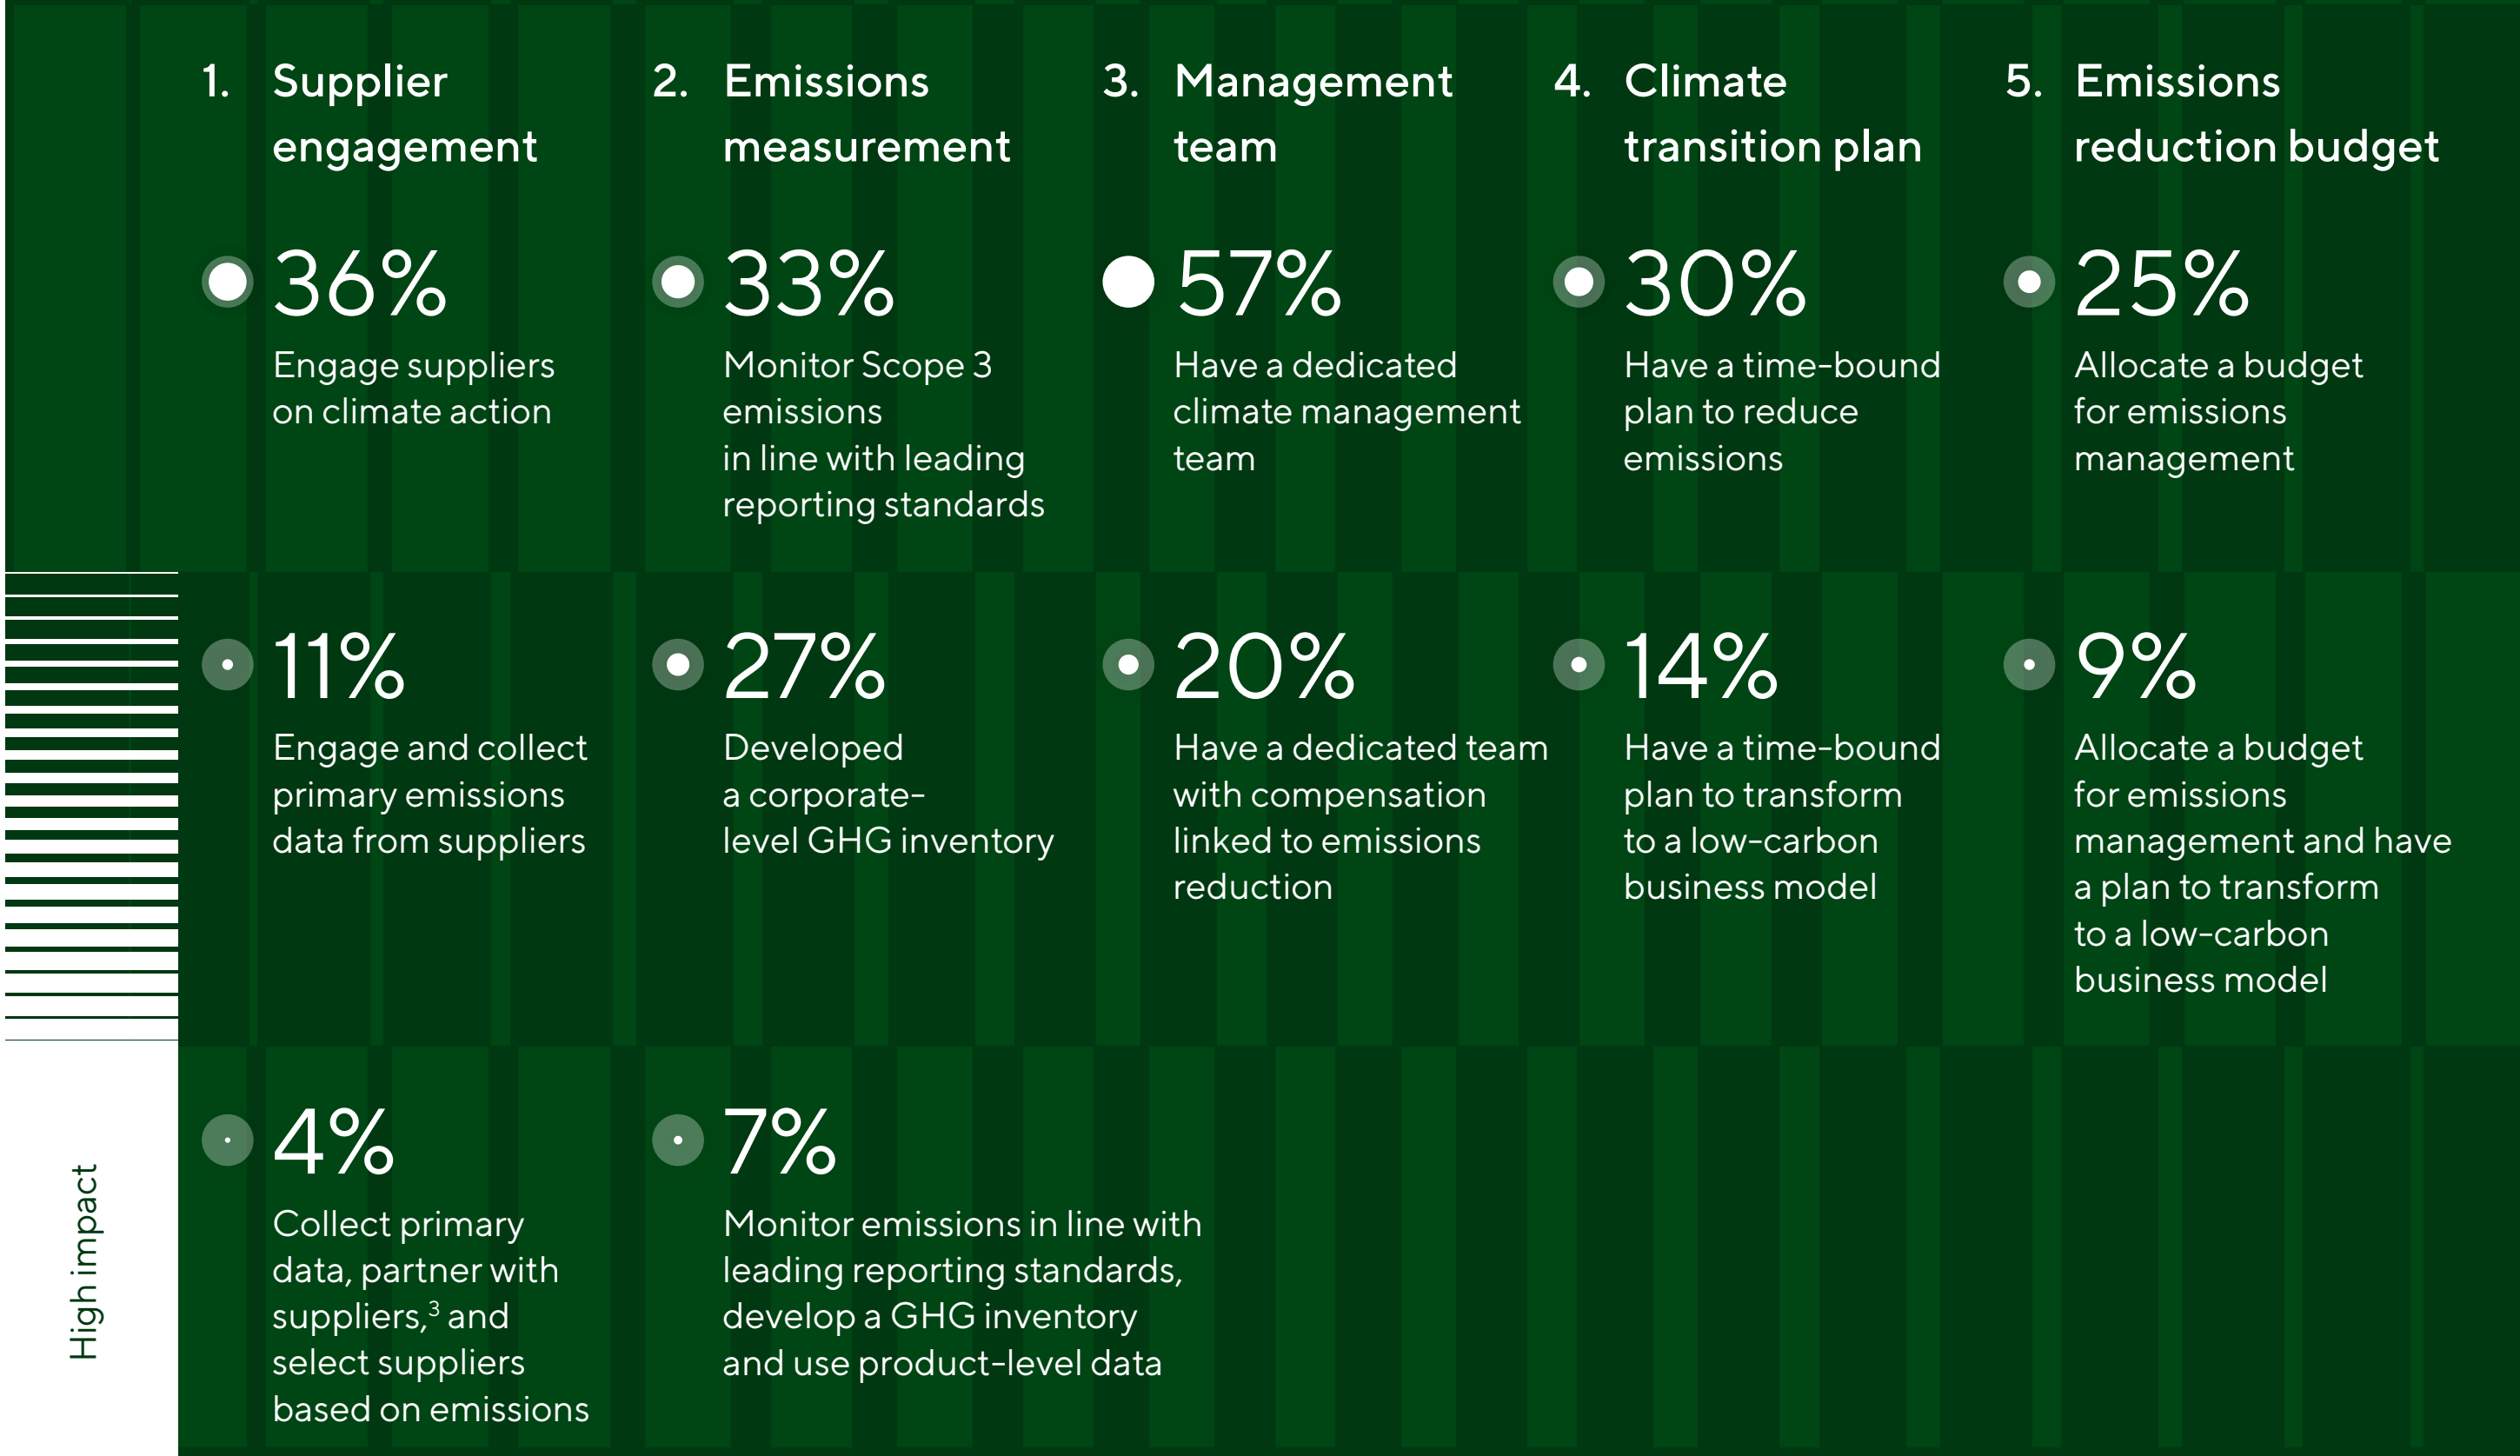 1. Supplier
engagement
2. Emissions
measurement
3. Management
team
4. Climate
transition plan
5. Emissions
reduction budget
36%
Engage suppliers
on climate action
33%
Monitor Scope 3
emissions
in line with leading
reporting standards
57%
Have a dedicated
climate management
team
30%
Have a time-bound
plan to reduce
emissions
25%
Allocate a budget
for emissions
management
11%
Engage and collect
primary emissions
data from suppliers
27%
Developed
a corporate-
level GHG inventory
20%
Have a dedicated team
with compensation
linked to emissions
reduction
14%
Have a time-bound
plan to transform
to a low-carbon
business model
9%
Allocate a budget
for emissions
management and have
a plan to transform
to a low-carbon
business model
High impact
4%
Collect primary
data, partner with
suppliers,³ and
select suppliers
based on emissions
7%
Monitor emissions in line with
leading reporting standards,
develop a GHG inventory
and use product-level data